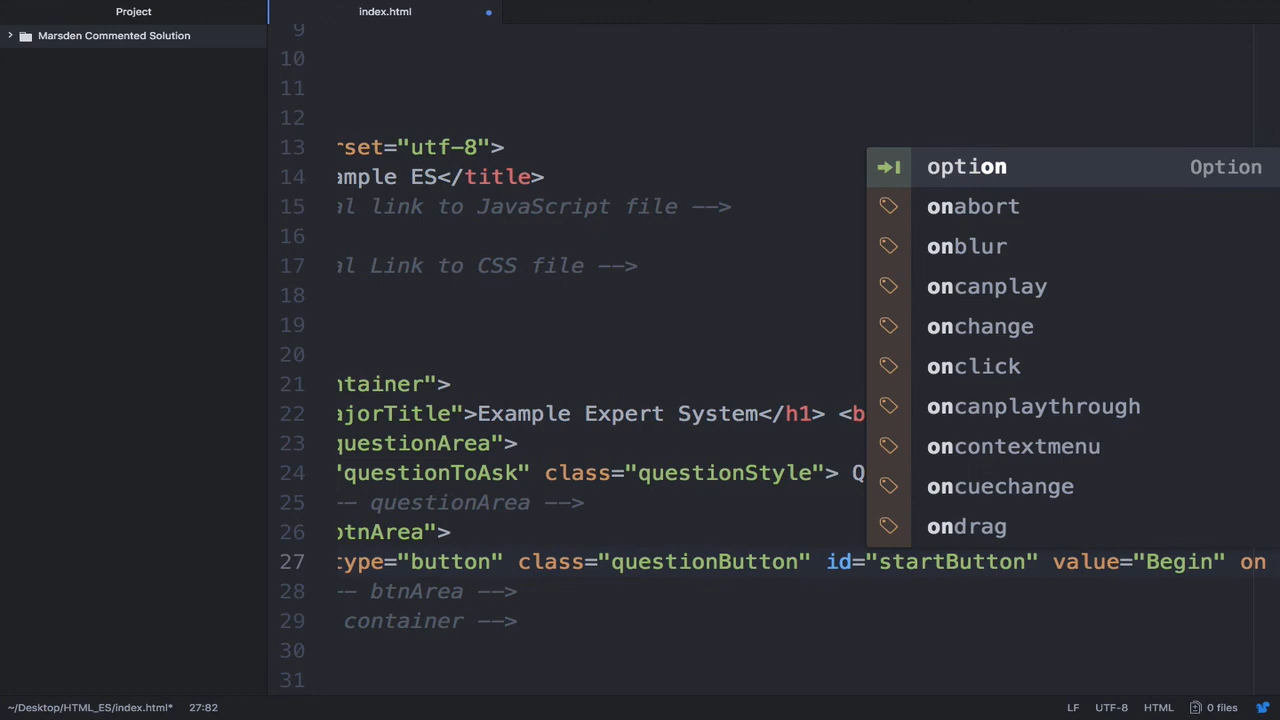 Project
index.html
Marsden Commented Solution
9
10
11
12
13 rset="utf-8">
14 ample ES</title>
15 al link to JavaScript file -->
16
17 al Link to CSS file -->
18
19
20
21 ntainer">
22 ajorTitle">Example Expert System</h1> <b
23 questionArea">
24 "questionToAsk" class="questionStyle"> Q
25 -- questionArea -->
26 btnArea">
27 type="button" class="questionButton" id="startButton" value="Begin" on
28 -- btnArea -->
29 container -->
30
31
option Option
onabort
onblur
oncanplay
onchange
onclick
oncanplaythrough
oncontextmenu
oncuechange
ondrag
~/Desktop/HTML_ES/index.html* 27:82 LF UTF-8 HTML 0 files